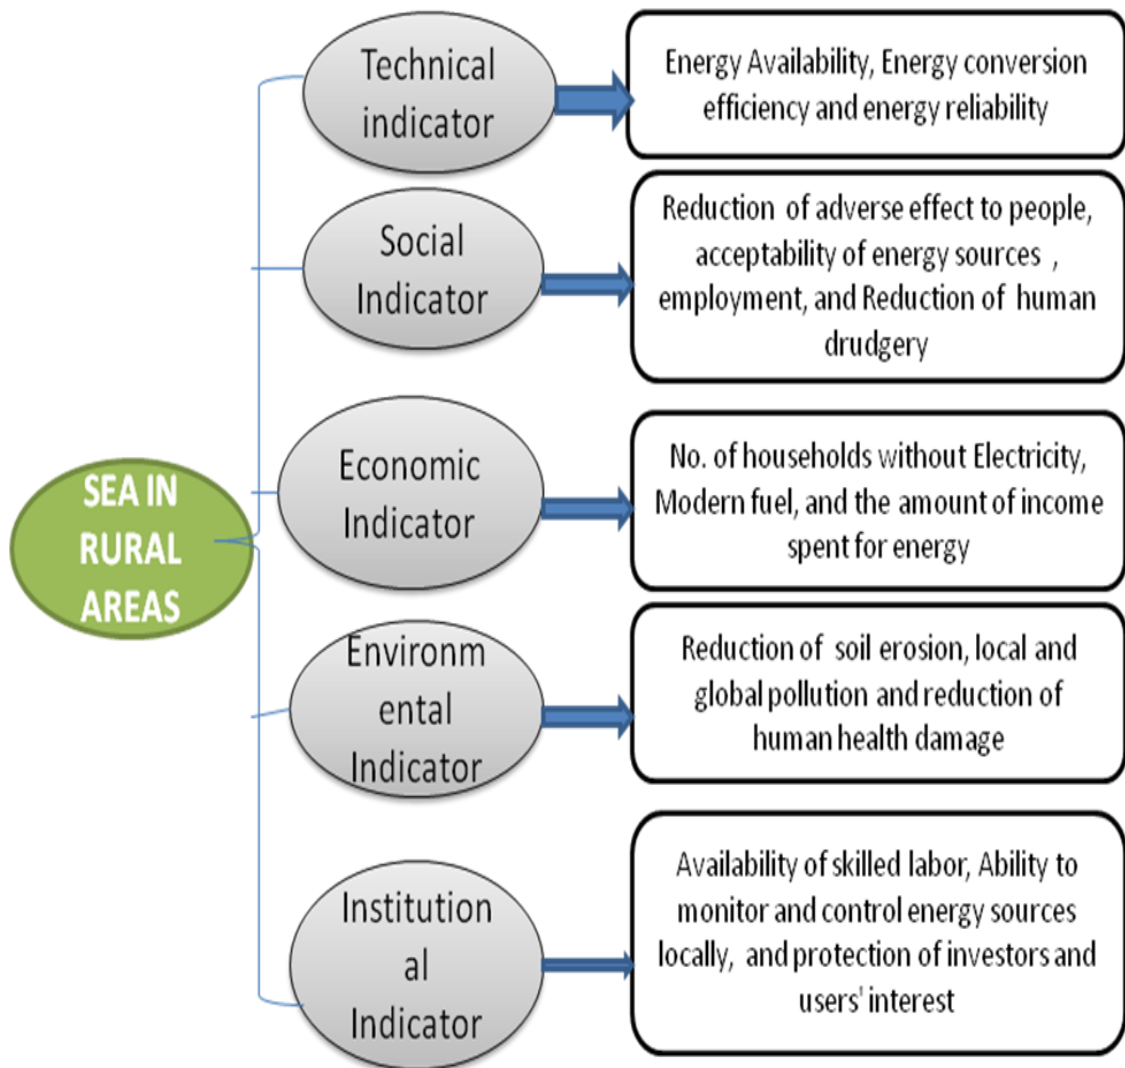 Technical
indicator
Energy Availability, Energy conversion
efficiency and energy reliability
Social
Indicator
Reduction of adverse effect to people,
acceptability of energy sources ,
employment, and Reduction of human
drudgery
SEA IN
RURAL
AREAS
Economic
Indicator
No. of households without Electricity,
Modern fuel, and the amount of income
spent for energy
Environm
ental
Indicator
Reduction of soil erosion, local and
global pollution and reduction of
human health damage
Institution
al
Indicator
Availability of skilled labor, Ability to
monitor and control energy sources
locally, and protection of investors and
users' interest